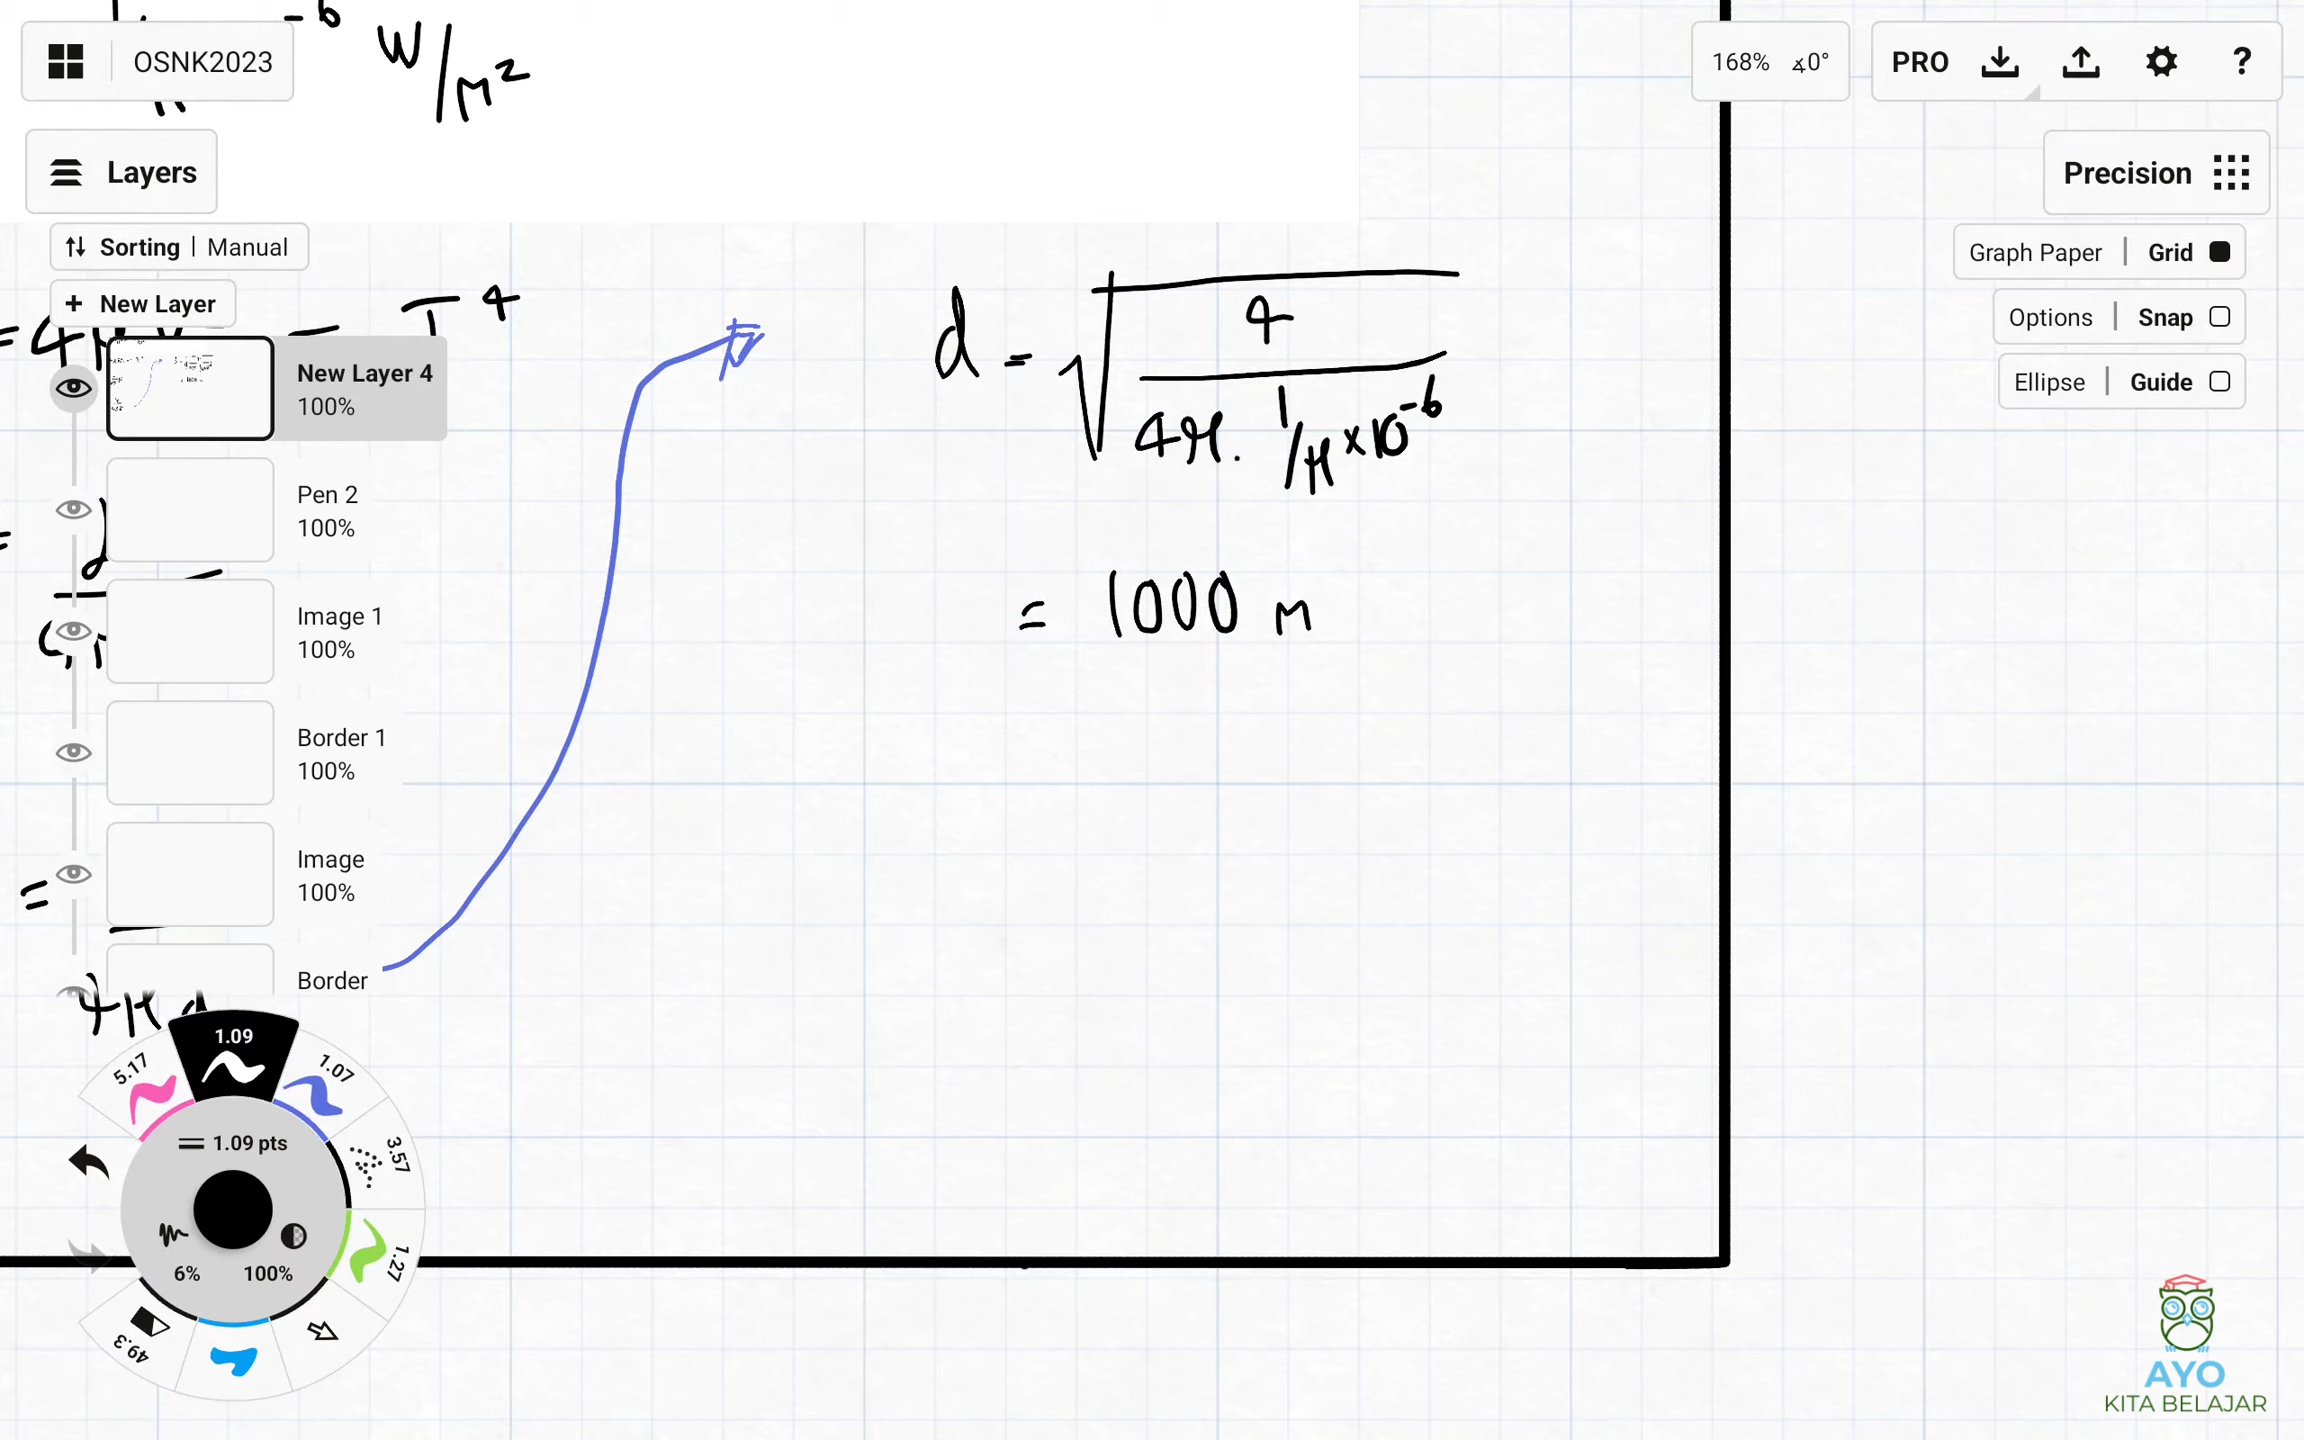 -6 W/M²
OSNK2023
168% ∡0°
PRO
?
Layers
Precision
Sorting | Manual
Graph Paper | Grid
+ New Layer
Options | Snap
Ellipse | Guide
T⁴
New Layer 4
100%
Pen 2
100%
Image 1
100%
Border 1
100%
Image
100%
Border
d = √(4 / (4π. 1/π × 10⁻⁶))
= 1000 m
=
4π d
5.17
1.09
1.07
3.57
1.27
49.3
1.09 pts
6%
100%
AYO
KITA BELAJAR